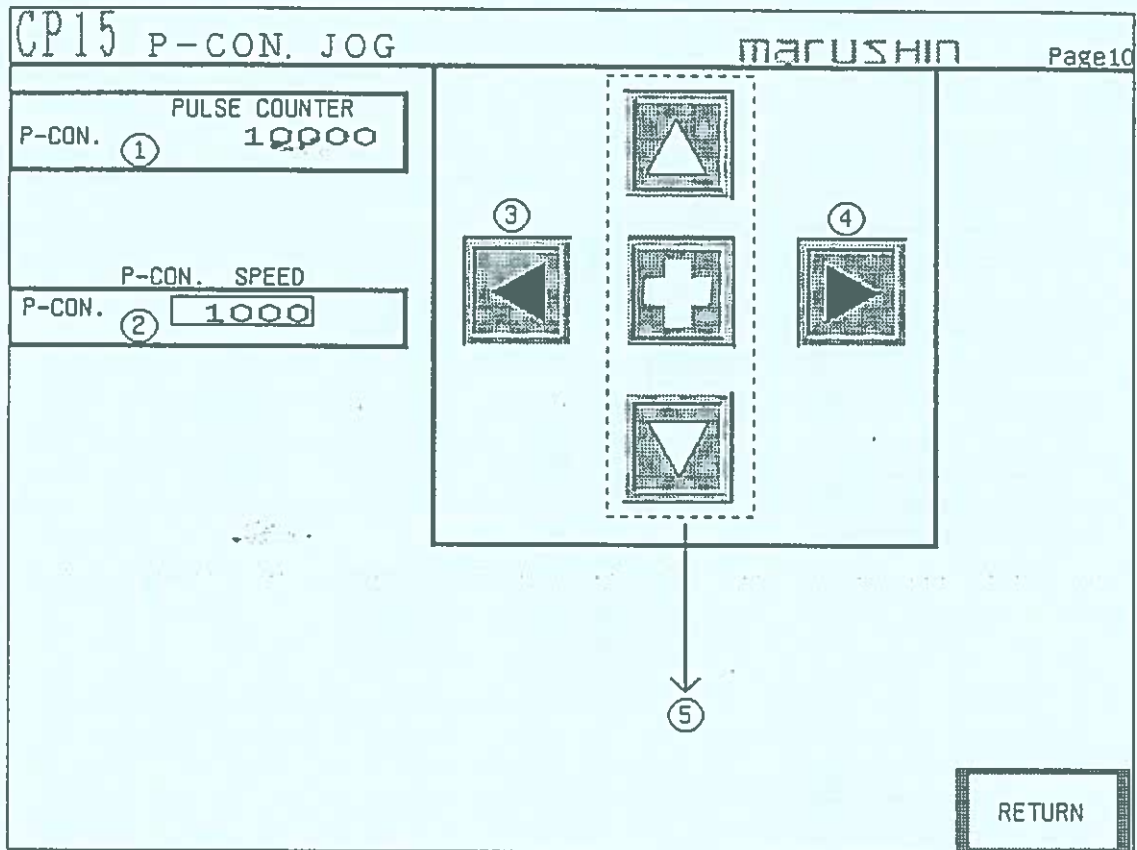 CP15 P-CON. JOG marushin Page10
PULSE COUNTER
P-CON. ① 10000
③ ④
P-CON. SPEED
P-CON. ② 1000
⑤
RETURN